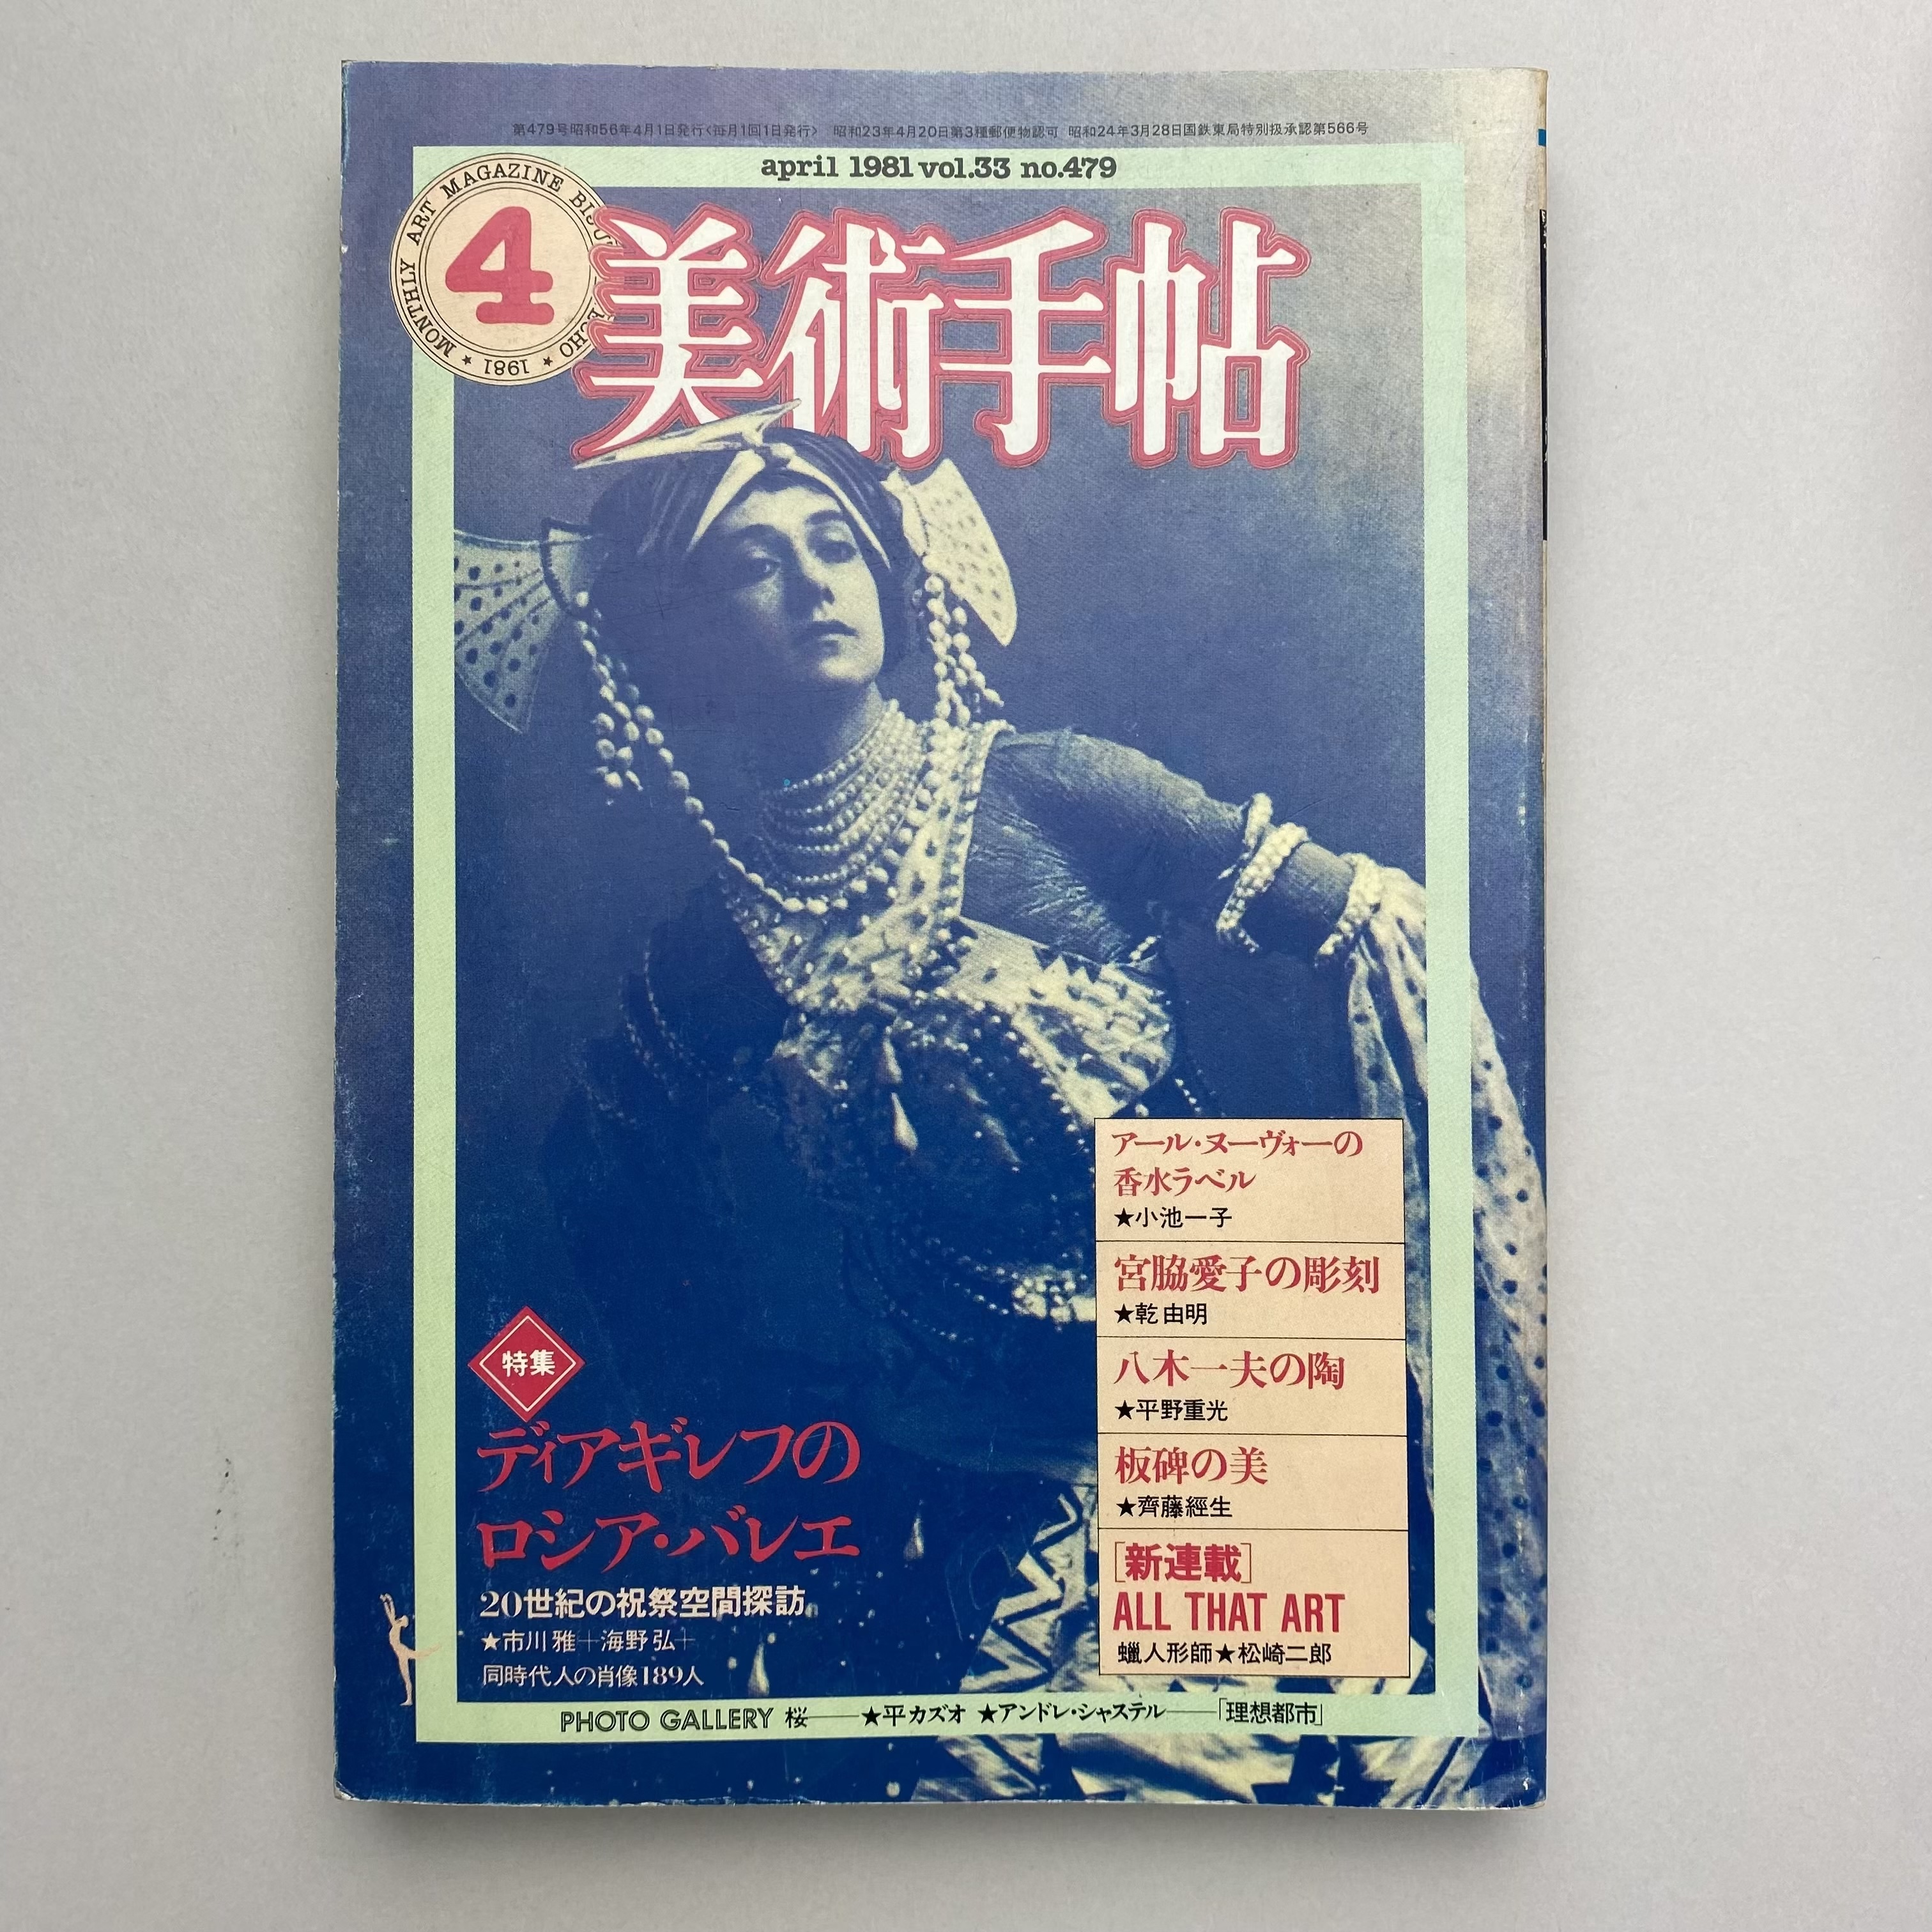 第479号昭和56年4月1日発行<毎月1回1日発行> 昭和23年4月20日第3種郵便物認可 昭和24年3月28日国鉄東局特別扱承認第566号
april 1981 vol.33 no.479
MONTHLY ART MAGAZINE
1981
4
美術手帖
アール・ヌーヴォーの
香水ラベル
★小池一子
宮脇愛子の彫刻
★乾由明
八木一夫の陶
★平野重光
板碑の美
★齊藤經生
[新連載]
ALL THAT ART
蠟人形師★松崎二郎
特集
ディアギレフの
ロシア・バレエ
20世紀の祝祭空間探訪
★市川雅+海野弘+
同時代人の肖像189人
PHOTO GALLERY 桜──★平カズオ ★アンドレ・シャステル──「理想都市」